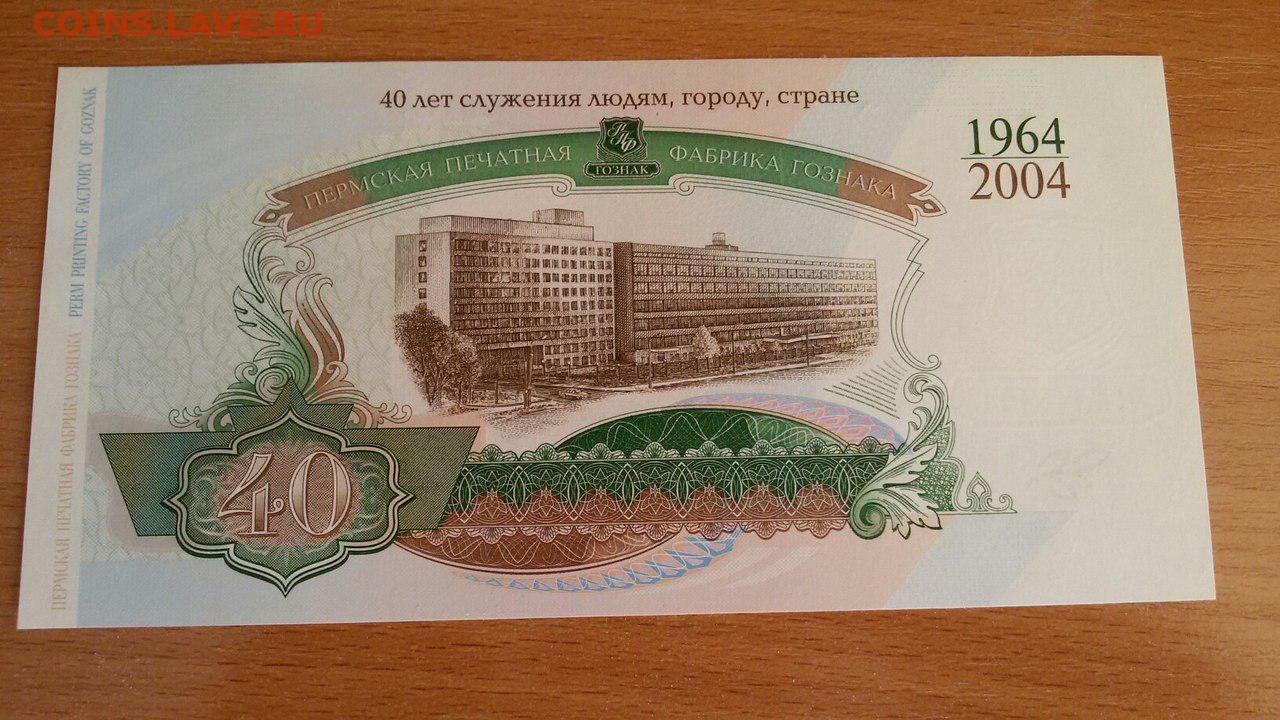 COINS.LAVE.RU
40 лет служения людям, городу, стране
ППФ
ГОЗНАК
ПЕРМСКАЯ ПЕЧАТНАЯ ФАБРИКА ГОЗНАКА
1964
2004
ПЕРМСКАЯ ПЕЧАТНАЯ ФАБРИКА ГОЗНАКА PERM PRINTING FACTORY OF GOZNAK
40